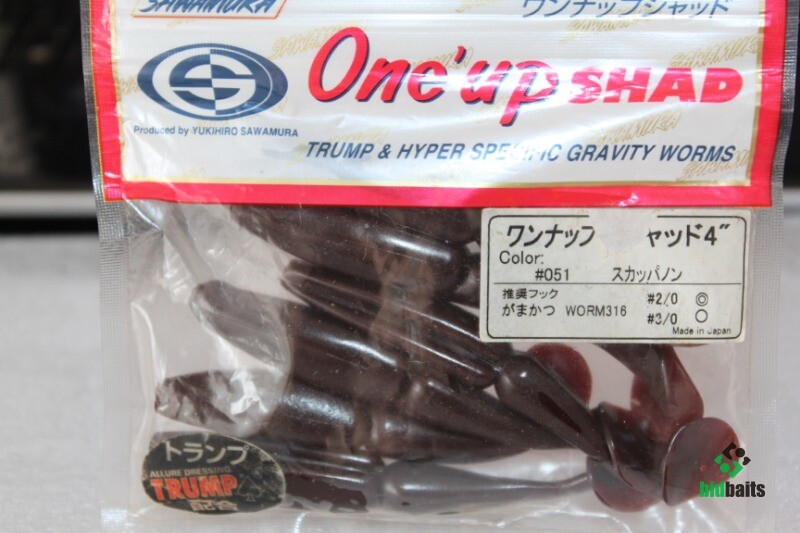 SAWAMURA
ワンナップシャッド
One'up SHAD
Produced by YUKIHIRO SAWAMURA
TRUMP & HYPER SPECIFIC GRAVITY WORMS
ワンナッフ ャッド4"
Color:
#051 スカッパノン
推奨フック
がまかつ WORM316 #2/0 ◎
#3/0 ○
Made in Japan
トランプ
ALLURE DRESSING
TRUMP
配合
bidbaits